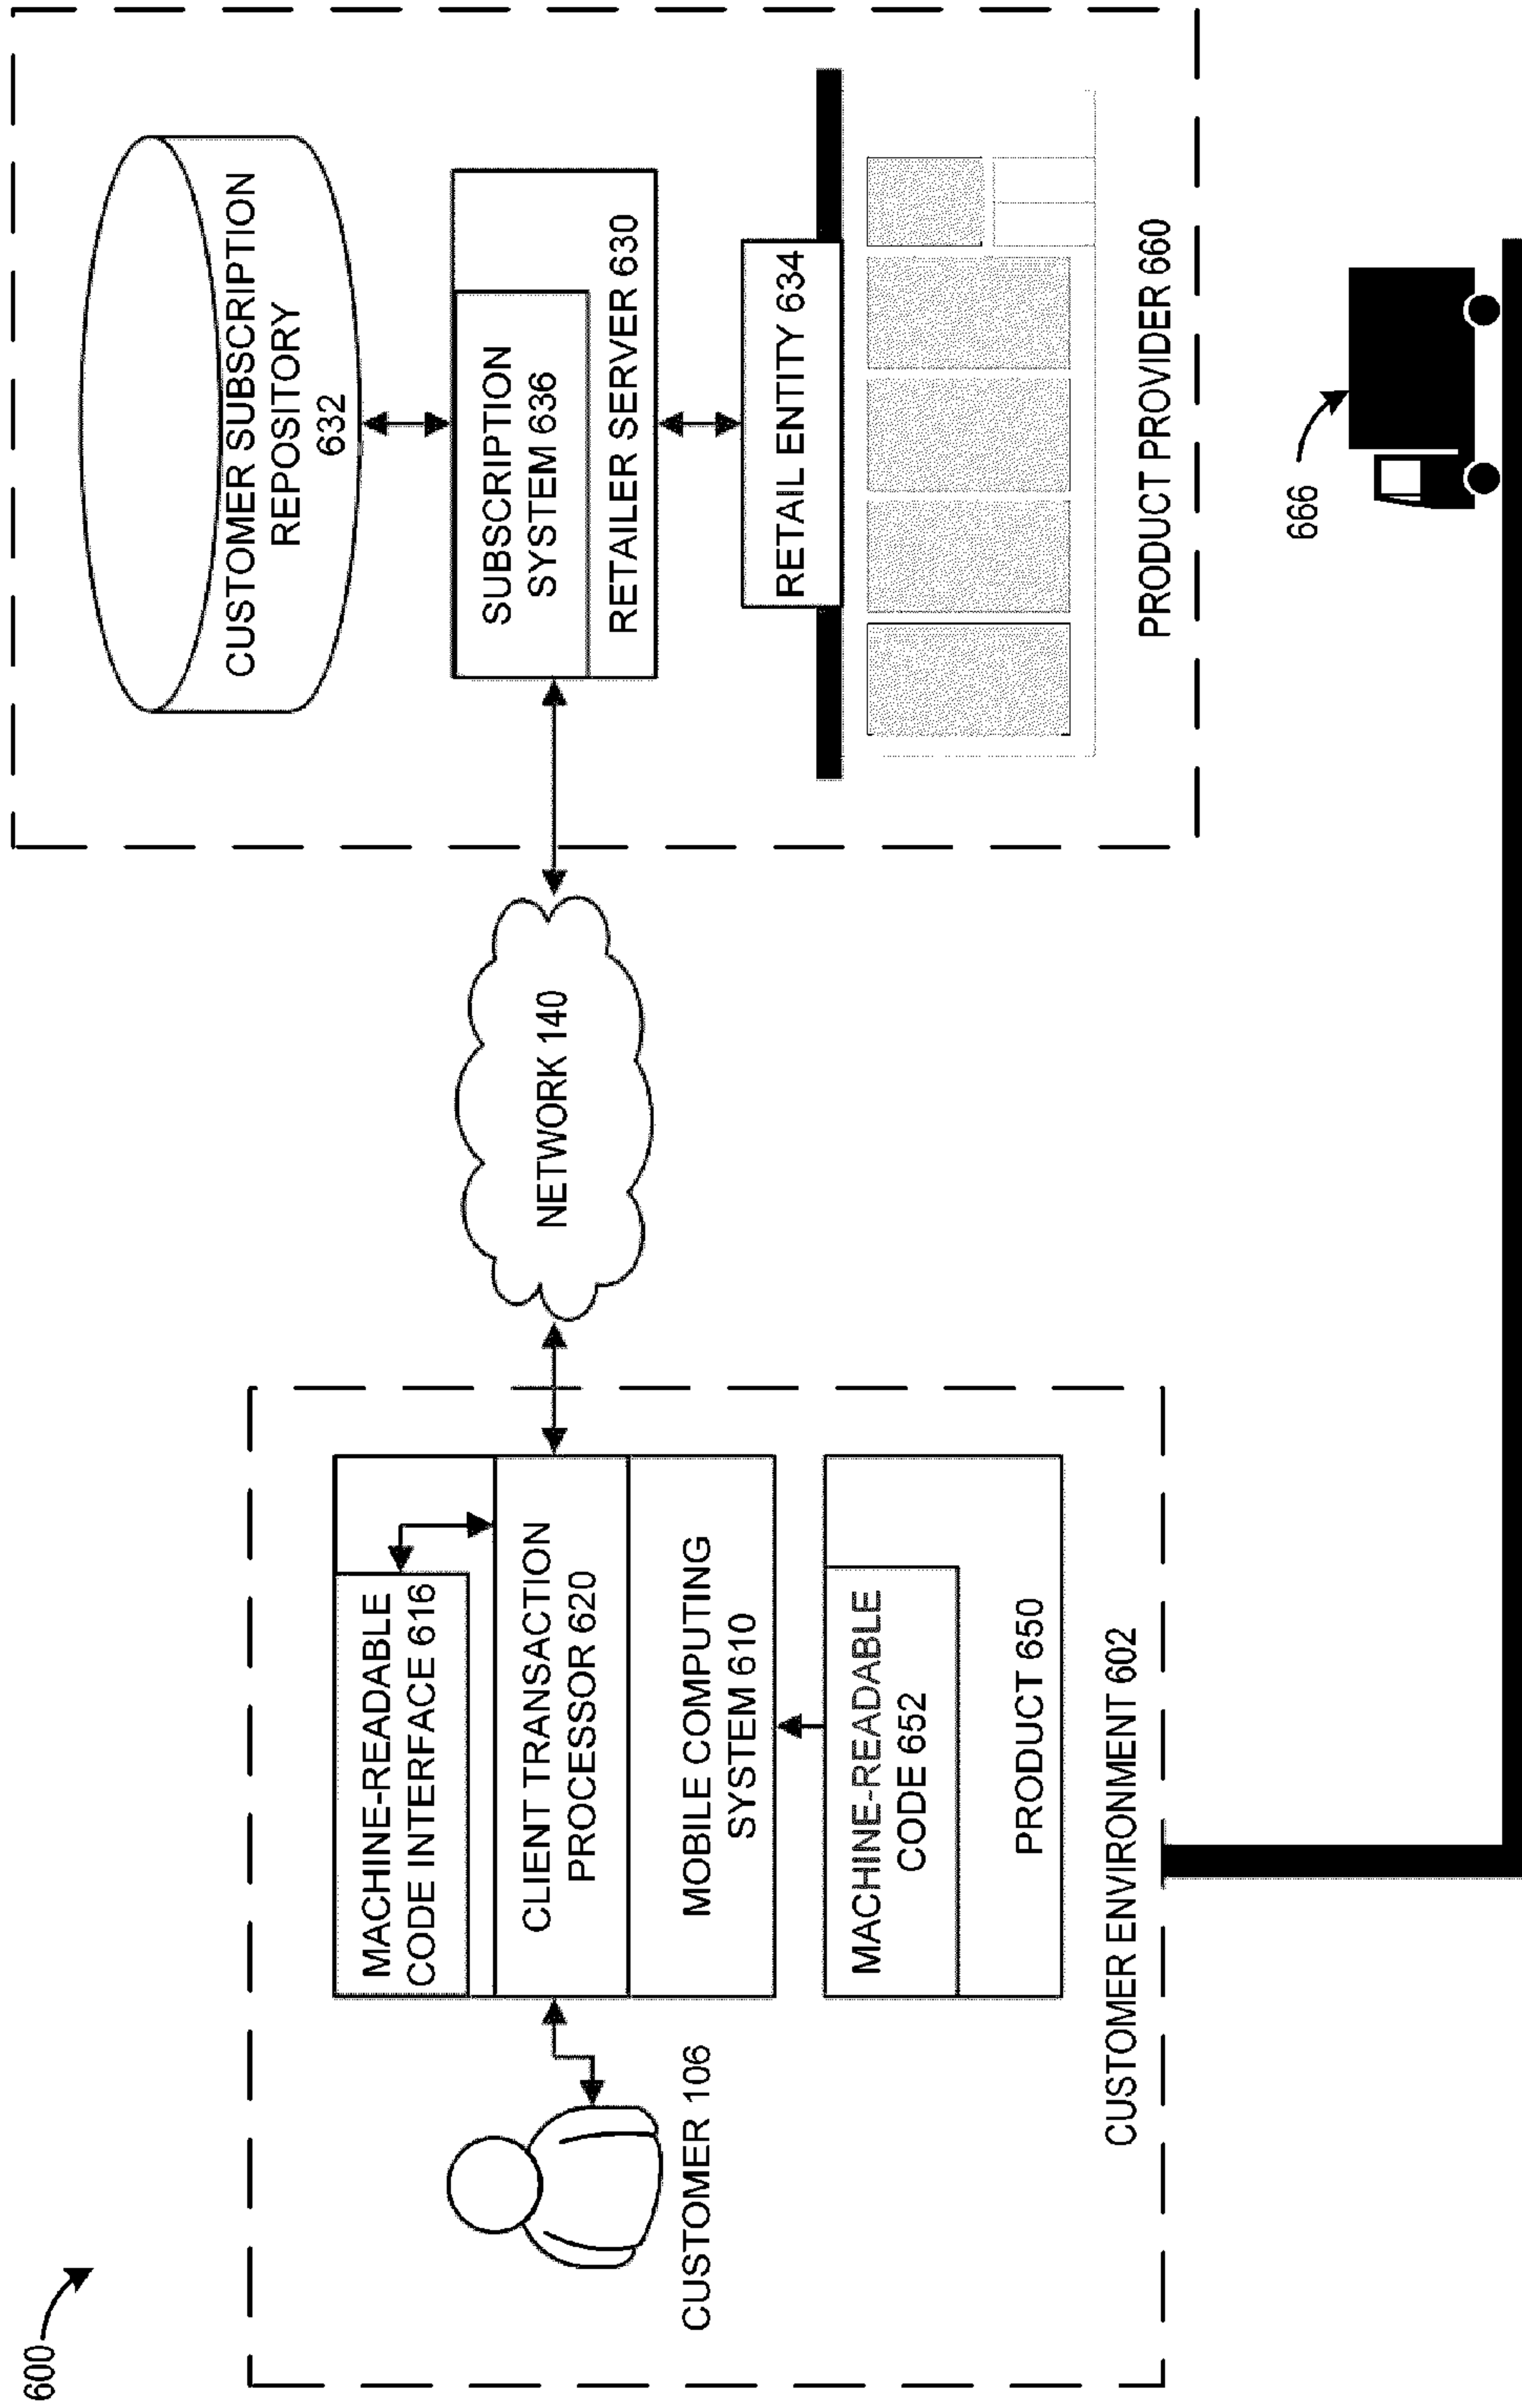 600
CUSTOMER SUBSCRIPTION
REPOSITORY
632
MACHINE-READABLE
CODE INTERFACE 616
CLIENT TRANSACTION
PROCESSOR 620
MOBILE COMPUTING
SYSTEM 610
CUSTOMER 106
NETWORK 140
SUBSCRIPTION
SYSTEM 636
RETAILER SERVER 630
RETAIL ENTITY 634
MACHINE-READABLE
CODE 652
PRODUCT 650
CUSTOMER ENVIRONMENT 602
PRODUCT PROVIDER 660
666